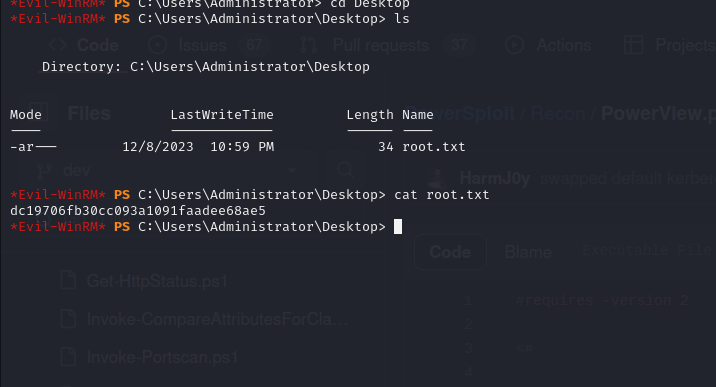 *Evil-WinRM* PS C:\Users\Administrator> cd Desktop
*Evil-WinRM* PS C:\Users\Administrator\Desktop> ls
Code Issues 67 Pull requests 37 Actions Projects
Directory: C:\Users\Administrator\Desktop
Files
PowerSploit / Recon / PowerView.p
Mode LastWriteTime Length Name
---- ------------- ------ ----
-ar--- 12/8/2023 10:59 PM 34 root.txt
dev
HarmJ0y swapped default kerber
*Evil-WinRM* PS C:\Users\Administrator\Desktop> cat root.txt
dc19706fb30cc093a1091faadee68ae5
*Evil-WinRM* PS C:\Users\Administrator\Desktop>
Code Blame Executable File
Get-HttpStatus.ps1
1 #requires -version 2
Invoke-CompareAttributesForCla...
2
3 <#
Invoke-Portscan.ps1
4